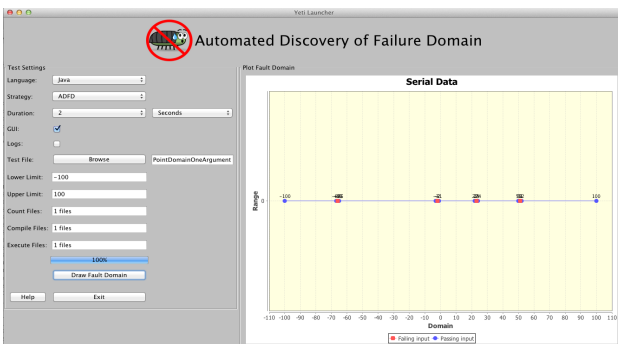 Yeti Launcher
Automated Discovery of Failure Domain
Test Settings
Language: Java
Strategy: ADFD
Duration: 2 Seconds
GUI:
Logs:
Test File: Browse PointDomainOneArgument
Lower Limit: -100
Upper Limit: 100
Count Files: 1 files
Compile Files: 1 files
Execute Files: 1 files
100%
Draw Fault Domain
Help Exit
Plot Fault Domain
Serial Data
-100 100
Range
0
-110 -100 -90 -80 -70 -60 -50 -40 -30 -20 -10 0 10 20 30 40 50 60 70 80 90 100 110
Domain
Failing input Passing input